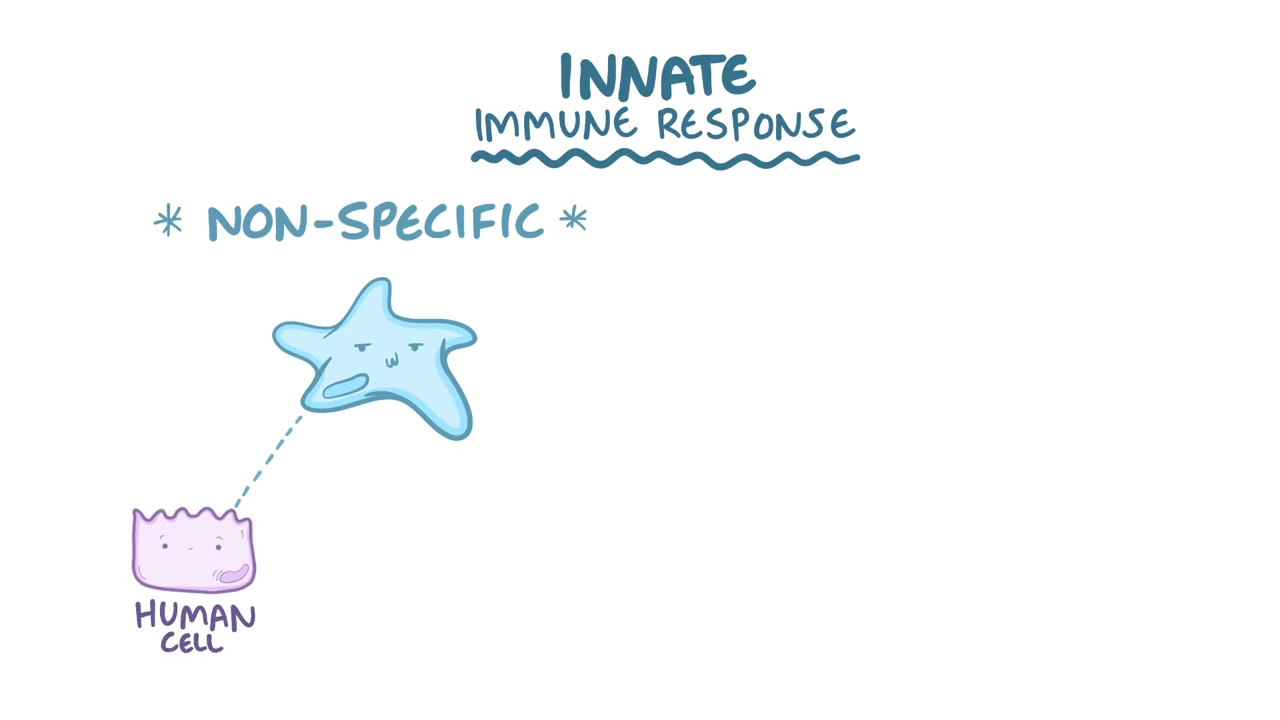 INNATE
IMMUNE RESPONSE
* NON-SPECIFIC *
HUMAN
CELL